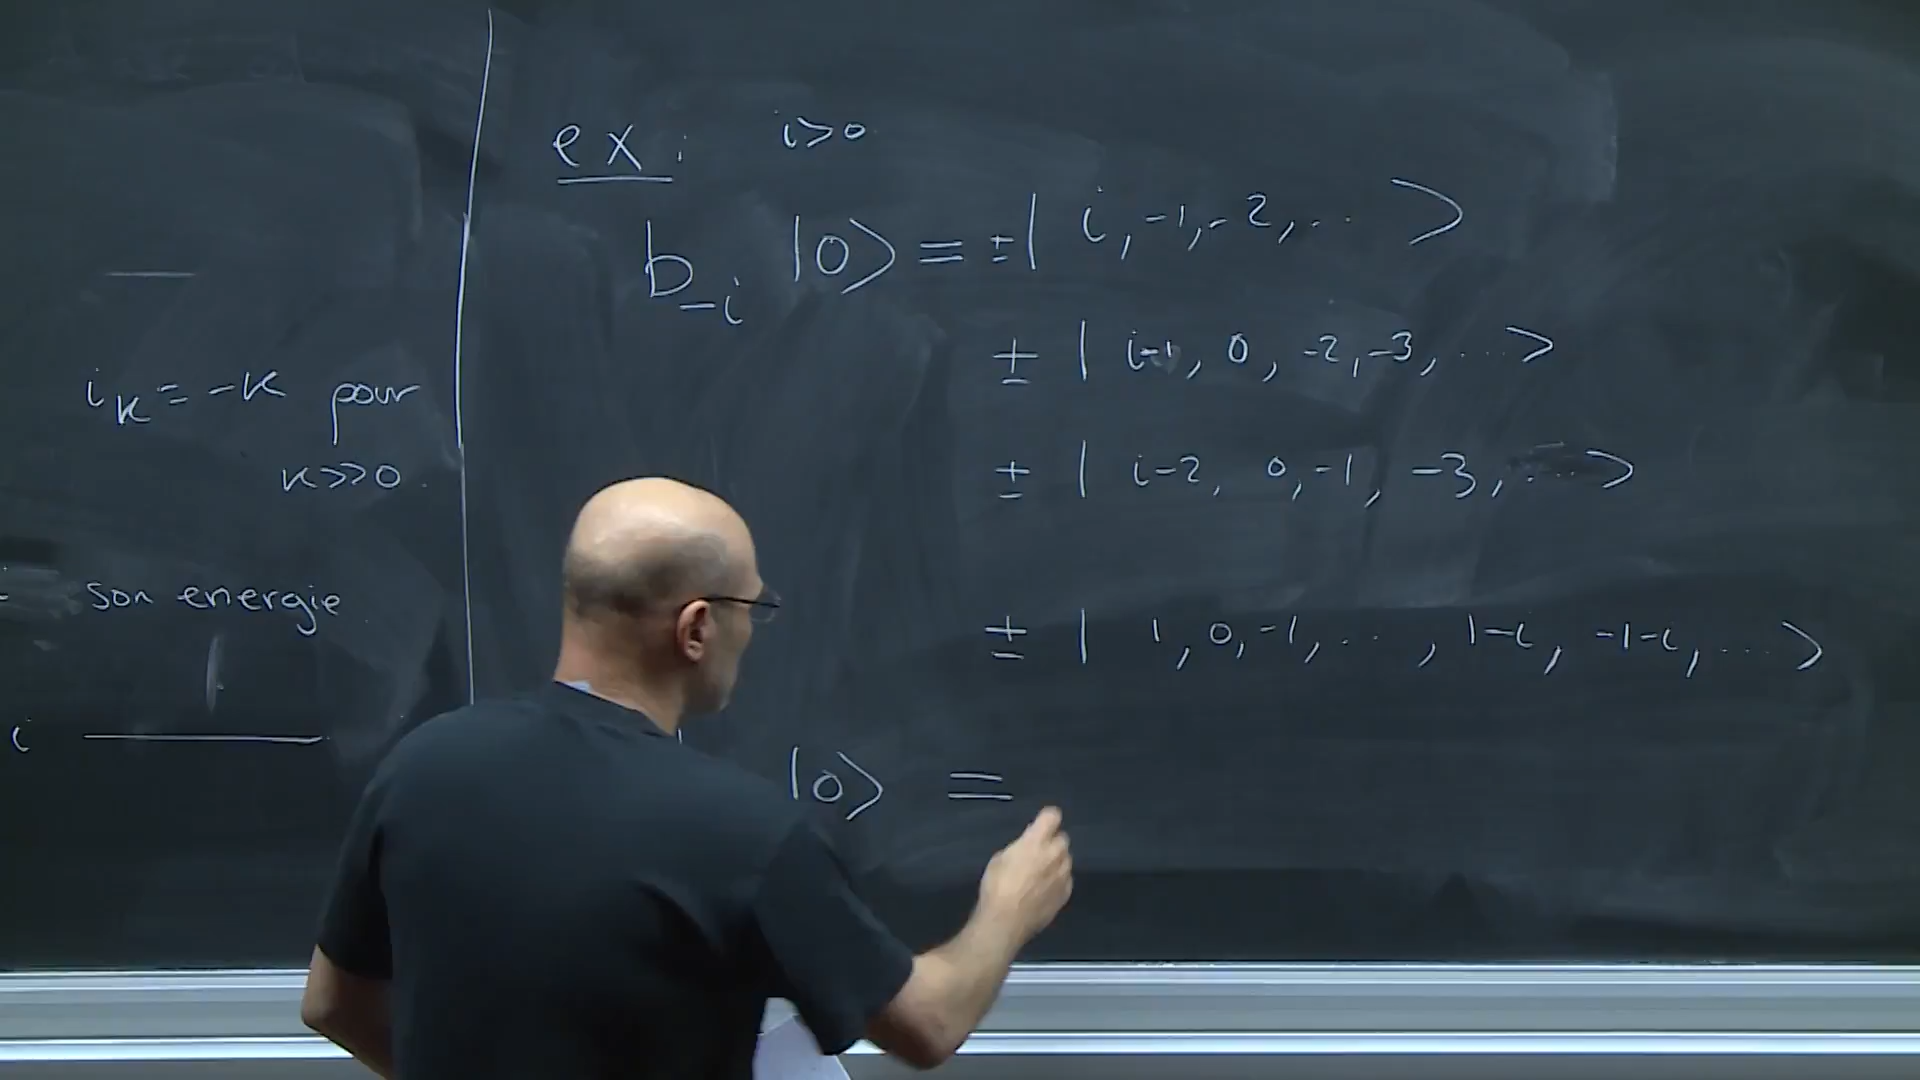 i_K = -K pour
K>>0.
son energie
i
ex: i>0
b_{-i} |0> = ± | i, -1, -2, ... >
± | i-1, 0, -2, -3, ... >
± | i-2, 0, -1, -3, ... >
± | 1, 0, -1, ... , 1-i, -1-i, ... >
|0> =